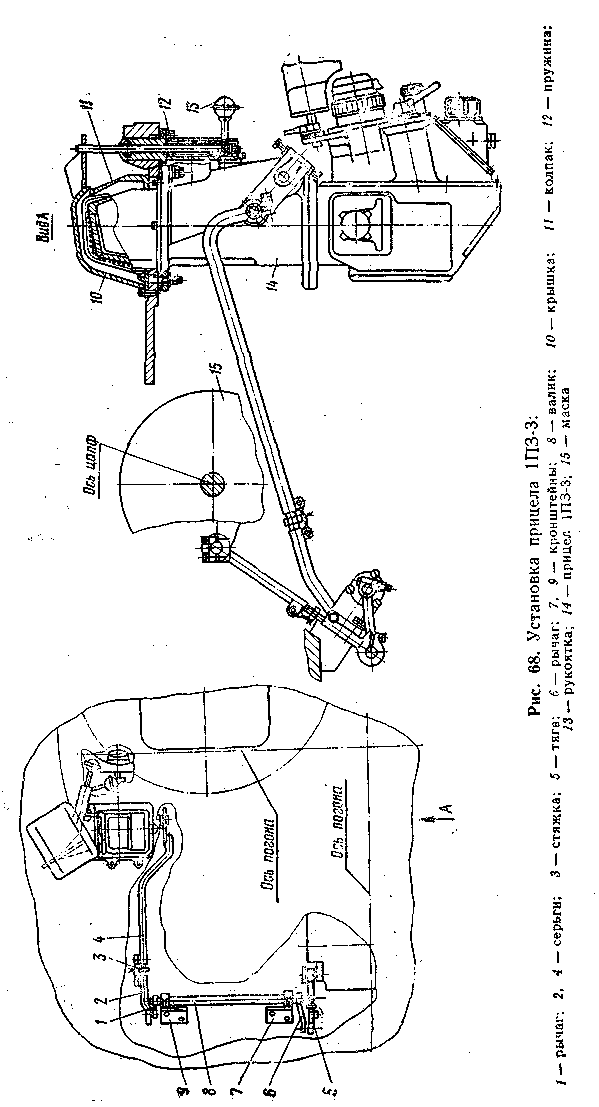 Вид А
10
11
12
13
14
15
Ось цапф
Ось погона
Ось погона
А
1
2
3
4
5
6
7
8
9
Рис. 68. Установка прицела 1ПЗ-3:
1 — рычаг; 2, 4 — серьги; 3 — стяжка; 5 — тяга; 6 — рычаг; 7, 9 — кронштейны; 8 — валик; 10 — крышка; 11 — колпак; 12 — пружина;
13 — рукоятка; 14 — прицел 1ПЗ-3; 15 — маска